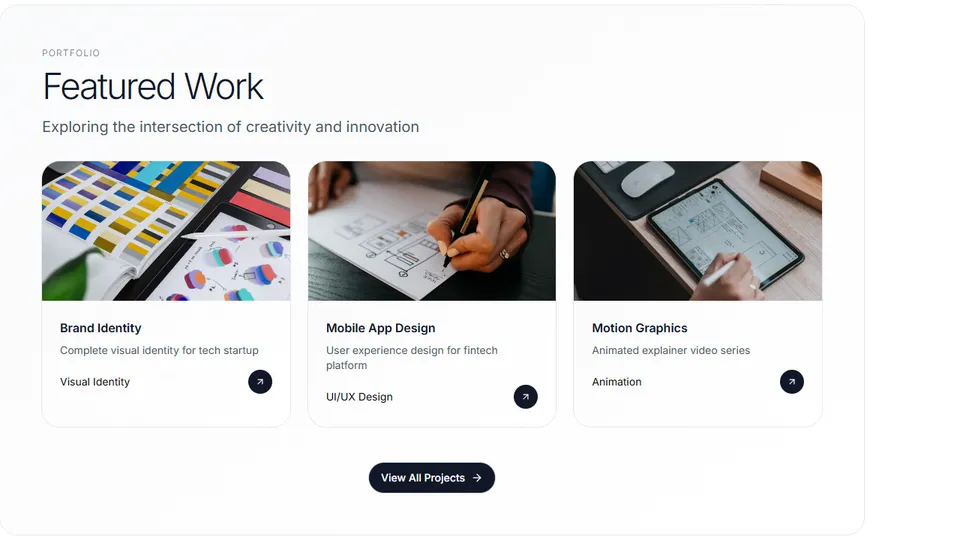 PORTFOLIO
Featured Work
Exploring the intersection of creativity and innovation
Brand Identity
Complete visual identity for tech startup
Visual Identity
Mobile App Design
User experience design for fintech
platform
UI/UX Design
Motion Graphics
Animated explainer video series
Animation
View All Projects